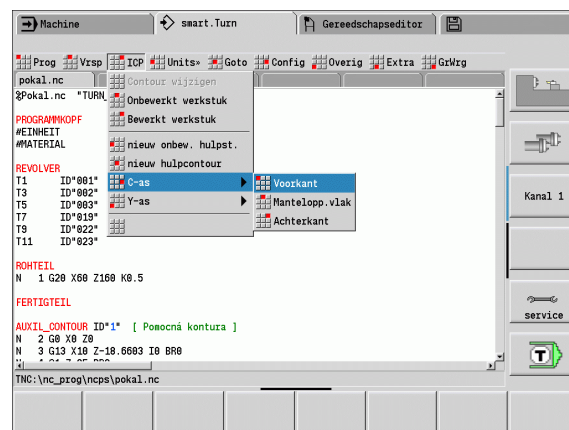 Machine
smart.Turn
Gereedschapseditor
Prog Vrsp ICP Units» Goto Config Overig Extra GrWrg
pokal.nc
Contour wijzigen
Onbewerkt werkstuk
Bewerkt werkstuk
nieuw onbew. hulpst.
nieuw hulpcontour
C-as
Y-as
Voorkant
Mantelopp.vlak
Achterkant
%Pokal.nc "TURN_
PROGRAMMKOPF
#EINHEIT
#MATERIAL
REVOLVER
T1 ID"001"
T3 ID"002"
T5 ID"003"
T7 ID"019"
T9 ID"022"
T11 ID"023"
ROHTEIL
N 1 G20 X60 Z160 K0.5
FERTIGTEIL
AUXIL_CONTOUR ID"1" [ Pomocná kontura ]
N 2 G0 X0 Z0
N 3 G13 X10 Z-18.6603 I0 BR0
TNC:\nc_prog\ncps\pokal.nc
Kanal 1
service
T